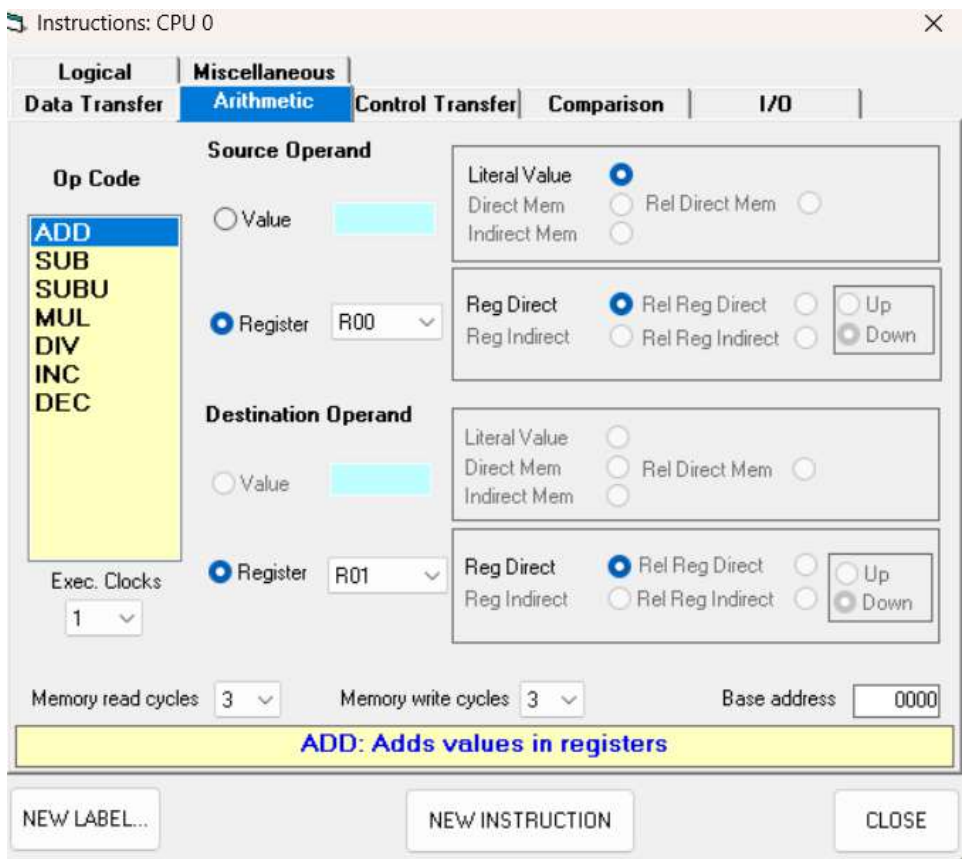 Instructions: CPU 0
Logical Miscellaneous
Data Transfer Arithmetic Control Transfer Comparison I/O
Source Operand
Op Code
ADD
SUB
SUBU
MUL
DIV
INC
DEC
Value
Literal Value
Direct Mem Rel Direct Mem
Indirect Mem
Register R00
Reg Direct Rel Reg Direct Up
Reg Indirect Rel Reg Indirect Down
Destination Operand
Value
Literal Value
Direct Mem Rel Direct Mem
Indirect Mem
Register R01
Reg Direct Rel Reg Direct Up
Reg Indirect Rel Reg Indirect Down
Exec. Clocks
1
Memory read cycles 3 Memory write cycles 3 Base address 0000
ADD: Adds values in registers
NEW LABEL... NEW INSTRUCTION CLOSE